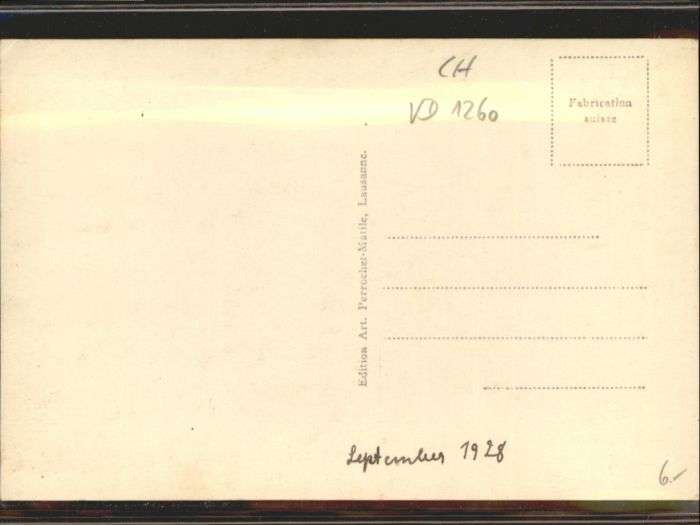 CH
VD 1260
Fabrication
suisse
Edition Art. Perrochet-Matile, Lausanne.
September 1928
6.-